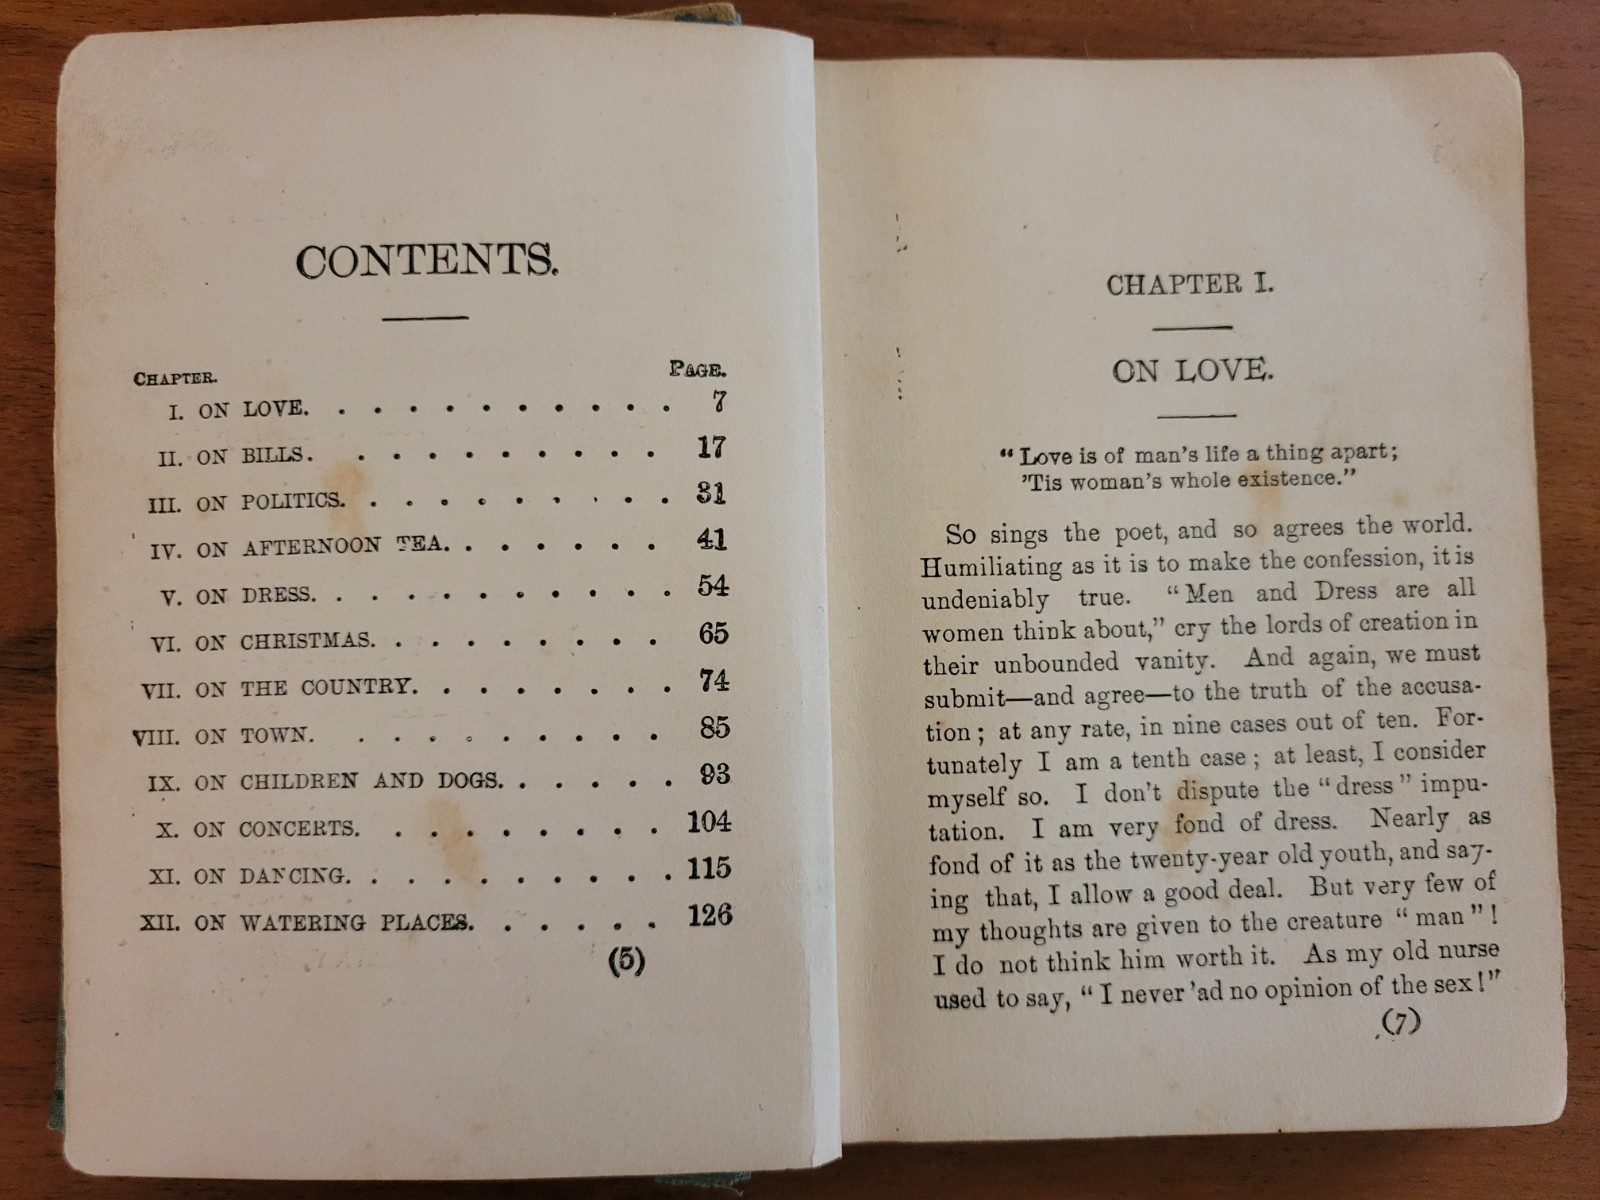 CONTENTS.
CHAPTER. PAGE.
I. ON LOVE. . . . . . . . . . . 7
II. ON BILLS. . . . . . . . . . 17
III. ON POLITICS. . . . . . . . . . 31
IV. ON AFTERNOON TEA. . . . . . . 41
V. ON DRESS. . . . . . . . . . . 54
VI. ON CHRISTMAS. . . . . . . . . 65
VII. ON THE COUNTRY. . . . . . . . 74
VIII. ON TOWN. . . . . . . . . . 85
IX. ON CHILDREN AND DOGS. . . . . . 93
X. ON CONCERTS. . . . . . . . . 104
XI. ON DANCING. . . . . . . . . . 115
XII. ON WATERING PLACES. . . . . . 126
(5)
CHAPTER I.
ON LOVE.
"Love is of man's life a thing apart;
'Tis woman's whole existence."
So sings the poet, and so agrees the world.
Humiliating as it is to make the confession, it is
undeniably true. "Men and Dress are all
women think about," cry the lords of creation in
their unbounded vanity. And again, we must
submit—and agree—to the truth of the accusa-
tion; at any rate, in nine cases out of ten. For-
tunately I am a tenth case; at least, I consider
myself so. I don't dispute the "dress" impu-
tation. I am very fond of dress. Nearly as
fond of it as the twenty-year old youth, and say-
ing that, I allow a good deal. But very few of
my thoughts are given to the creature "man"!
I do not think him worth it. As my old nurse
used to say, "I never 'ad no opinion of the sex!"
(7)